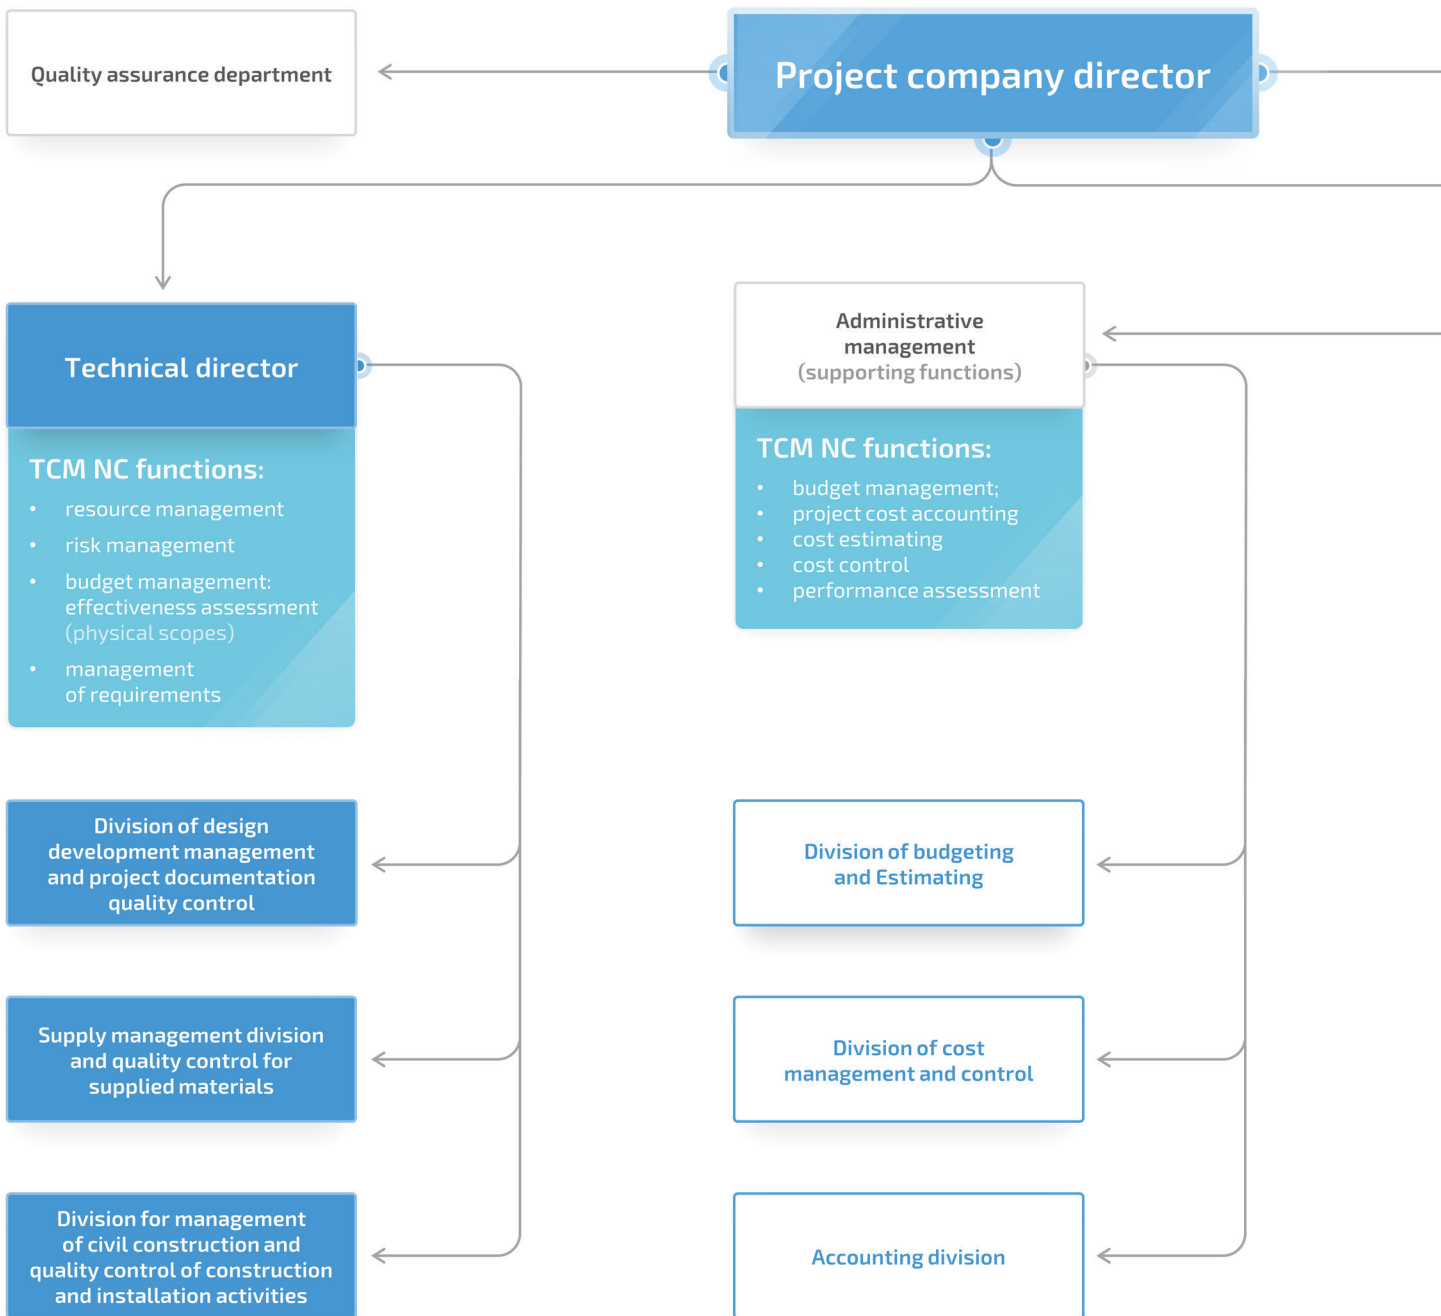 Quality assurance department
Project company director
Technical director
TCM NC functions:
• resource management
• risk management
• budget management:
effectiveness assessment
(physical scopes)
• management
of requirements
Administrative
management
(supporting functions)
TCM NC functions:
• budget management;
• project cost accounting
• cost estimating
• cost control
• performance assessment
Division of design
development management
and project documentation
quality control
Division of budgeting
and Estimating
Supply management division
and quality control for
supplied materials
Division of cost
management and control
Division for management
of civil construction and
quality control of construction
and installation activities
Accounting division